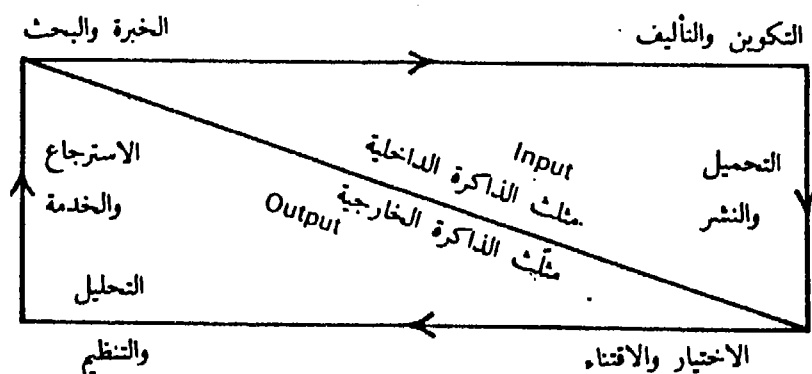 الخبرة والبحث
التكوين والتأليف
التحميل
والنشر
Input
مثلث الذاكرة الداخلية
مثلّث الذاكرة الخارجية
Output
الاسترجاع
والخدمة
التحليل
والتنظيم
الاختيار والاقتناء